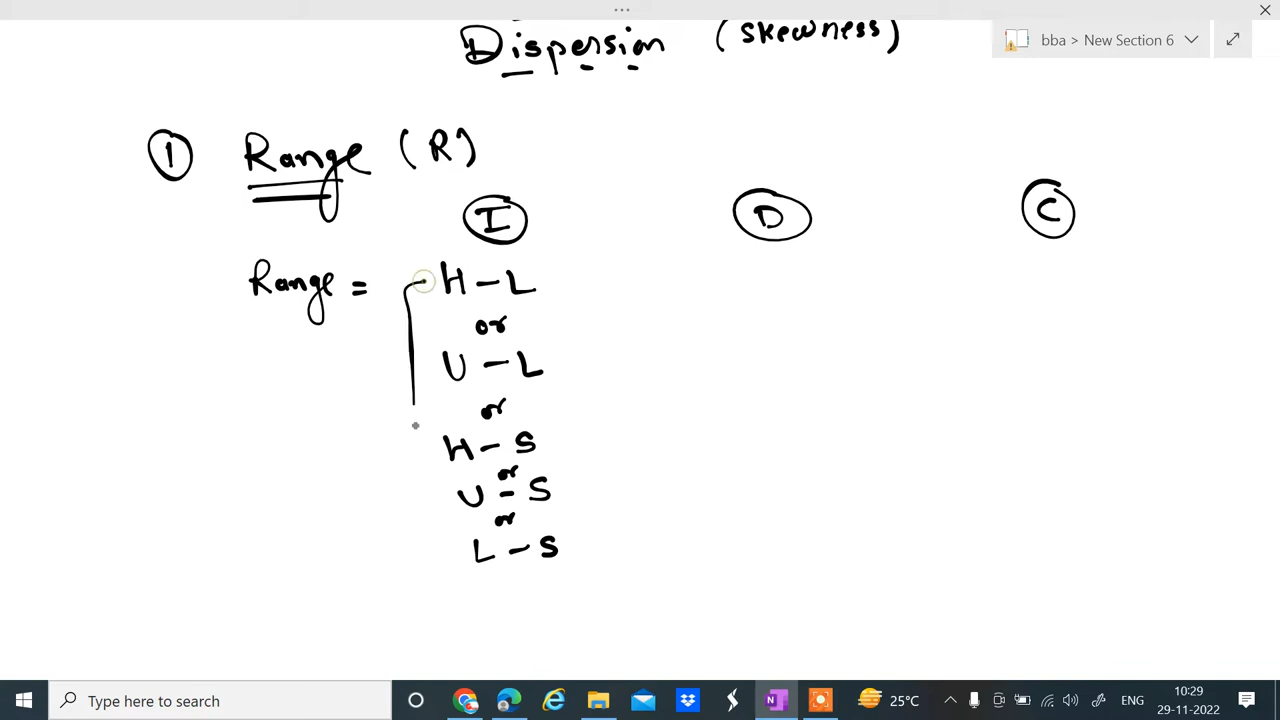 Dispersion (skewness)
bba > New Section 6
① Range (R)
I D C
Range = H - L
or
U - L
or
H - S
or
U - S
or
L - S
Type here to search
25°C
ENG
10:29
29-11-2022